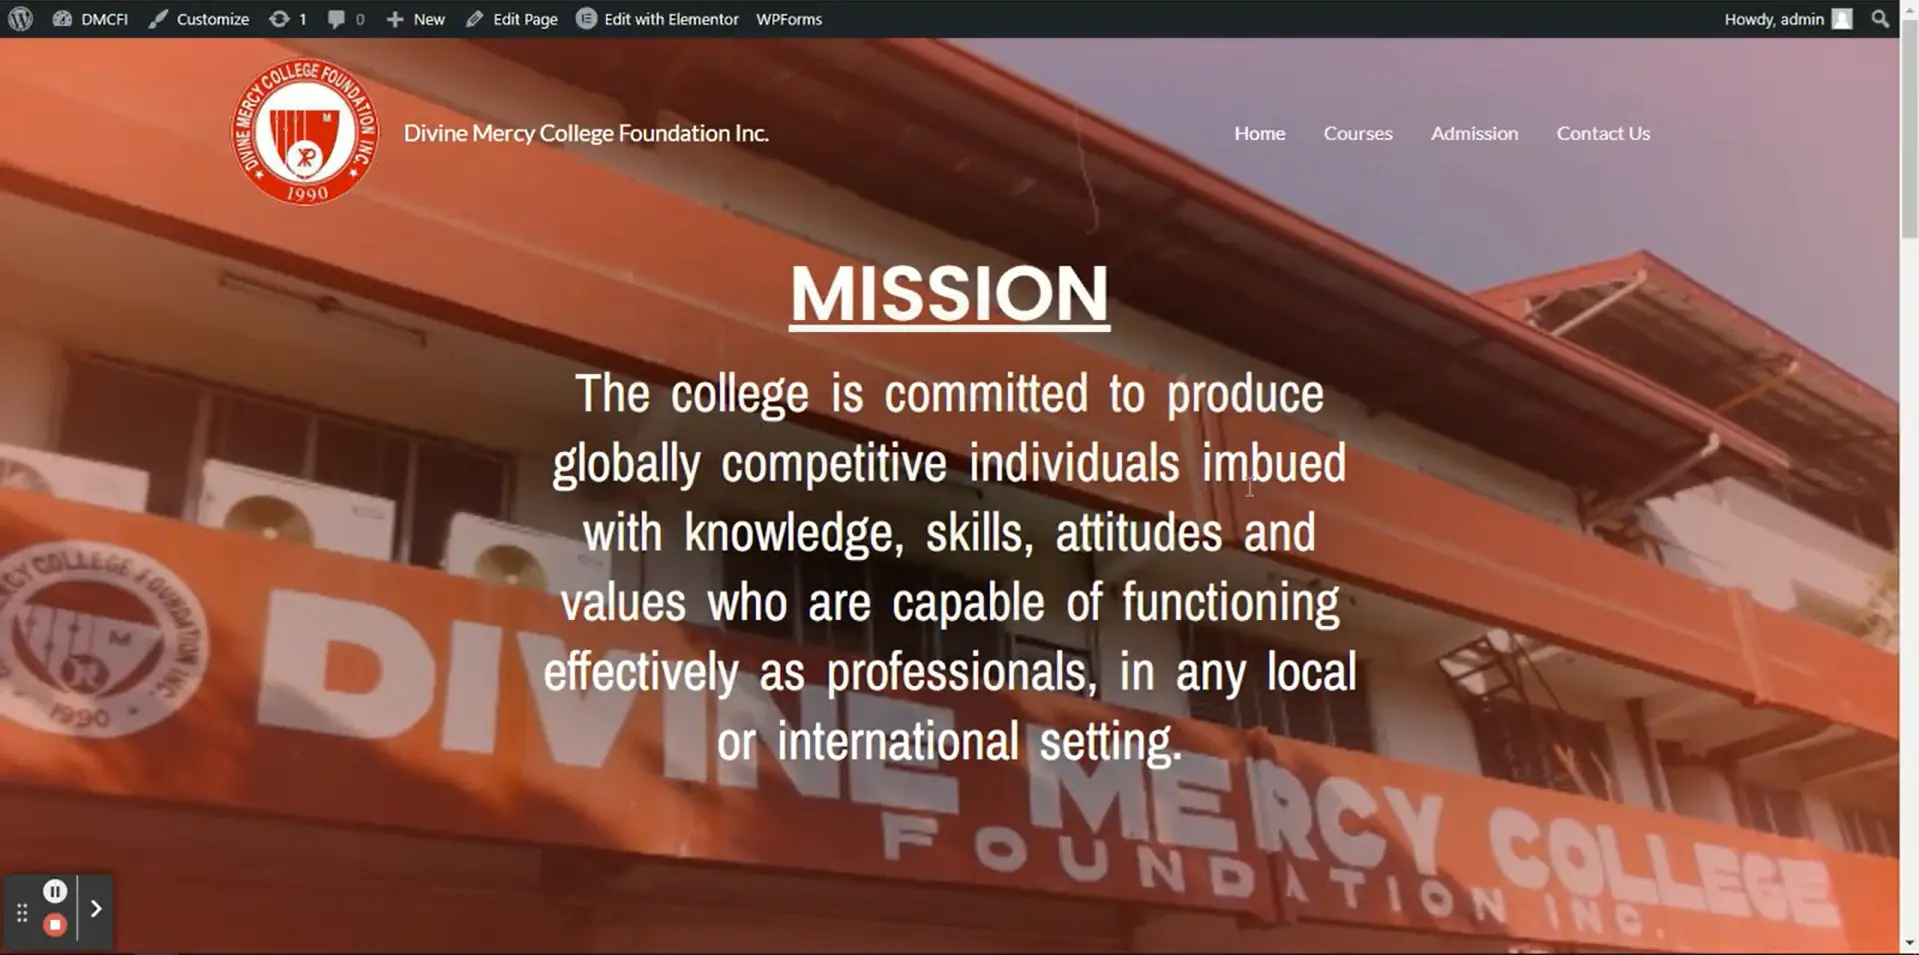 DMCFI Customize 1 0 New Edit Page Edit with Elementor WPForms Howdy, admin
DIVINE MERCY COLLEGE FOUNDATION INC.
M
1990
Divine Mercy College Foundation Inc.
Home Courses Admission Contact Us
MISSION
The college is committed to produce
globally competitive individuals imbued
with knowledge, skills, attitudes and
values who are capable of functioning
effectively as professionals, in any local
or international setting.
MERCY COLLEGE FOUNDATION INC.
M
1990
DIVINE MERCY COLLEGE
FOUNDATION INC.